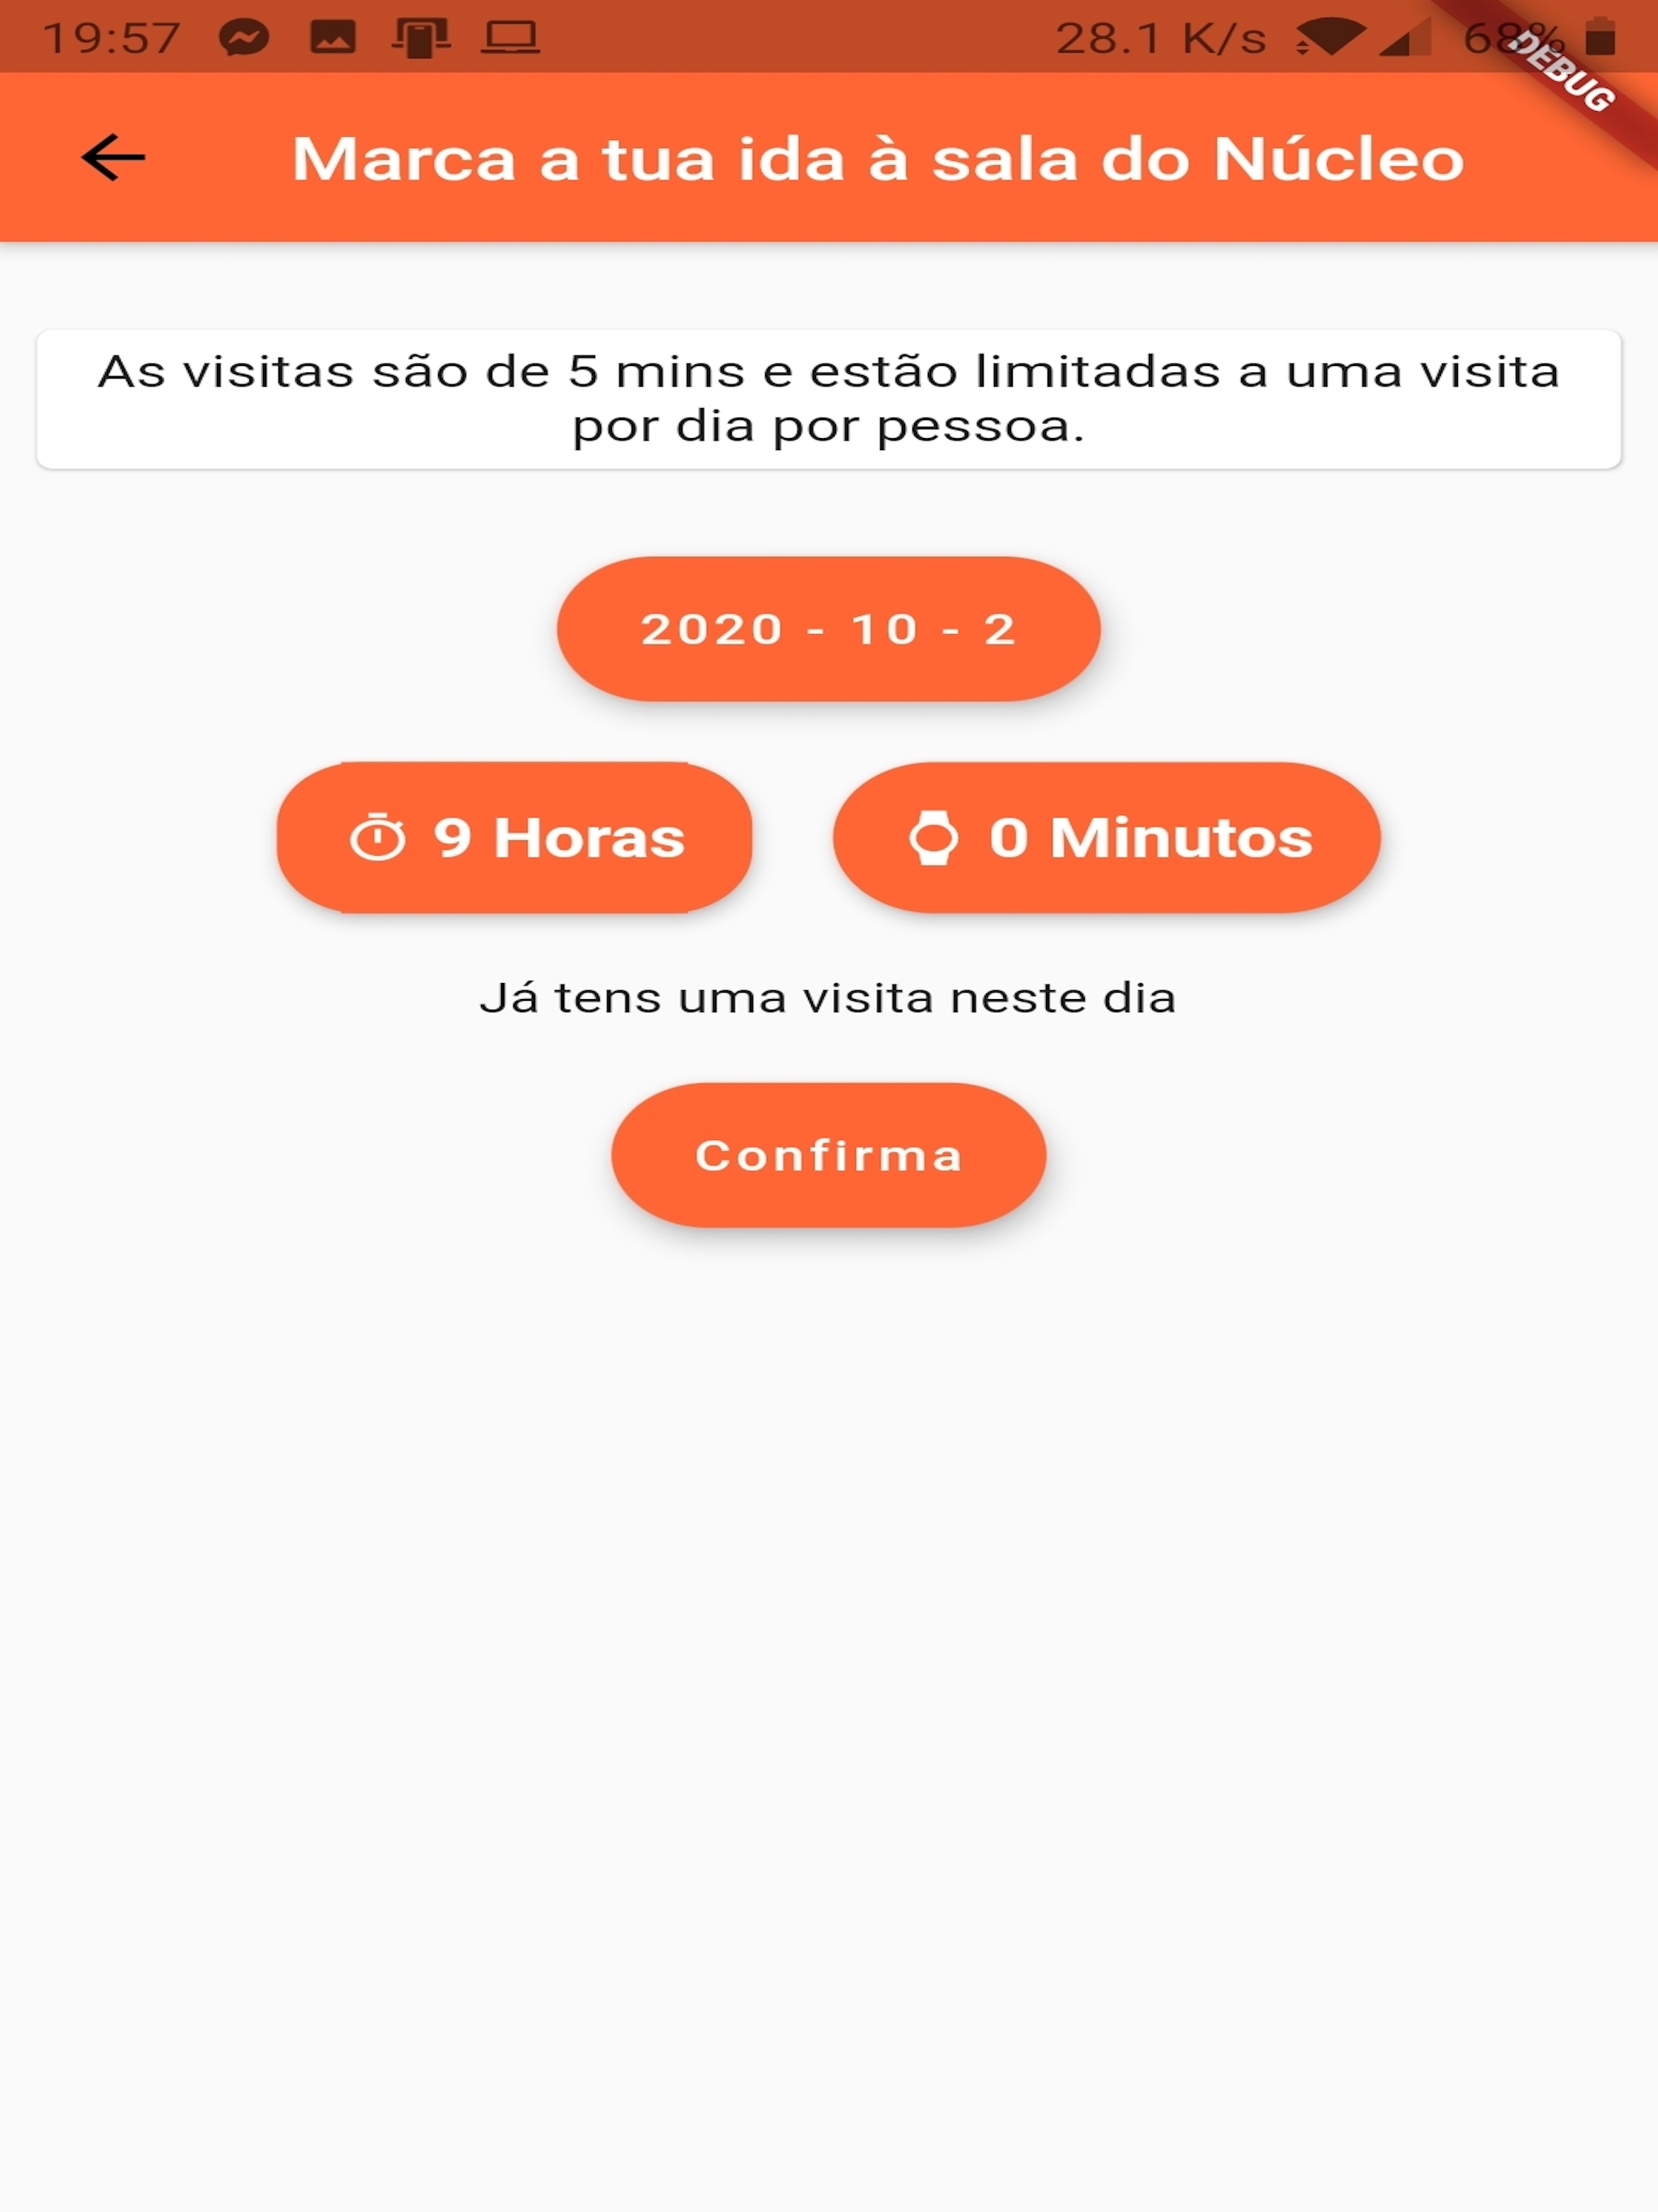 19:57 28.1 K/s 68%
DEBUG
Marca a tua ida à sala do Núcleo
As visitas são de 5 mins e estão limitadas a uma visita
por dia por pessoa.
2020 - 10 - 2
9 Horas 0 Minutos
Já tens uma visita neste dia
Confirma